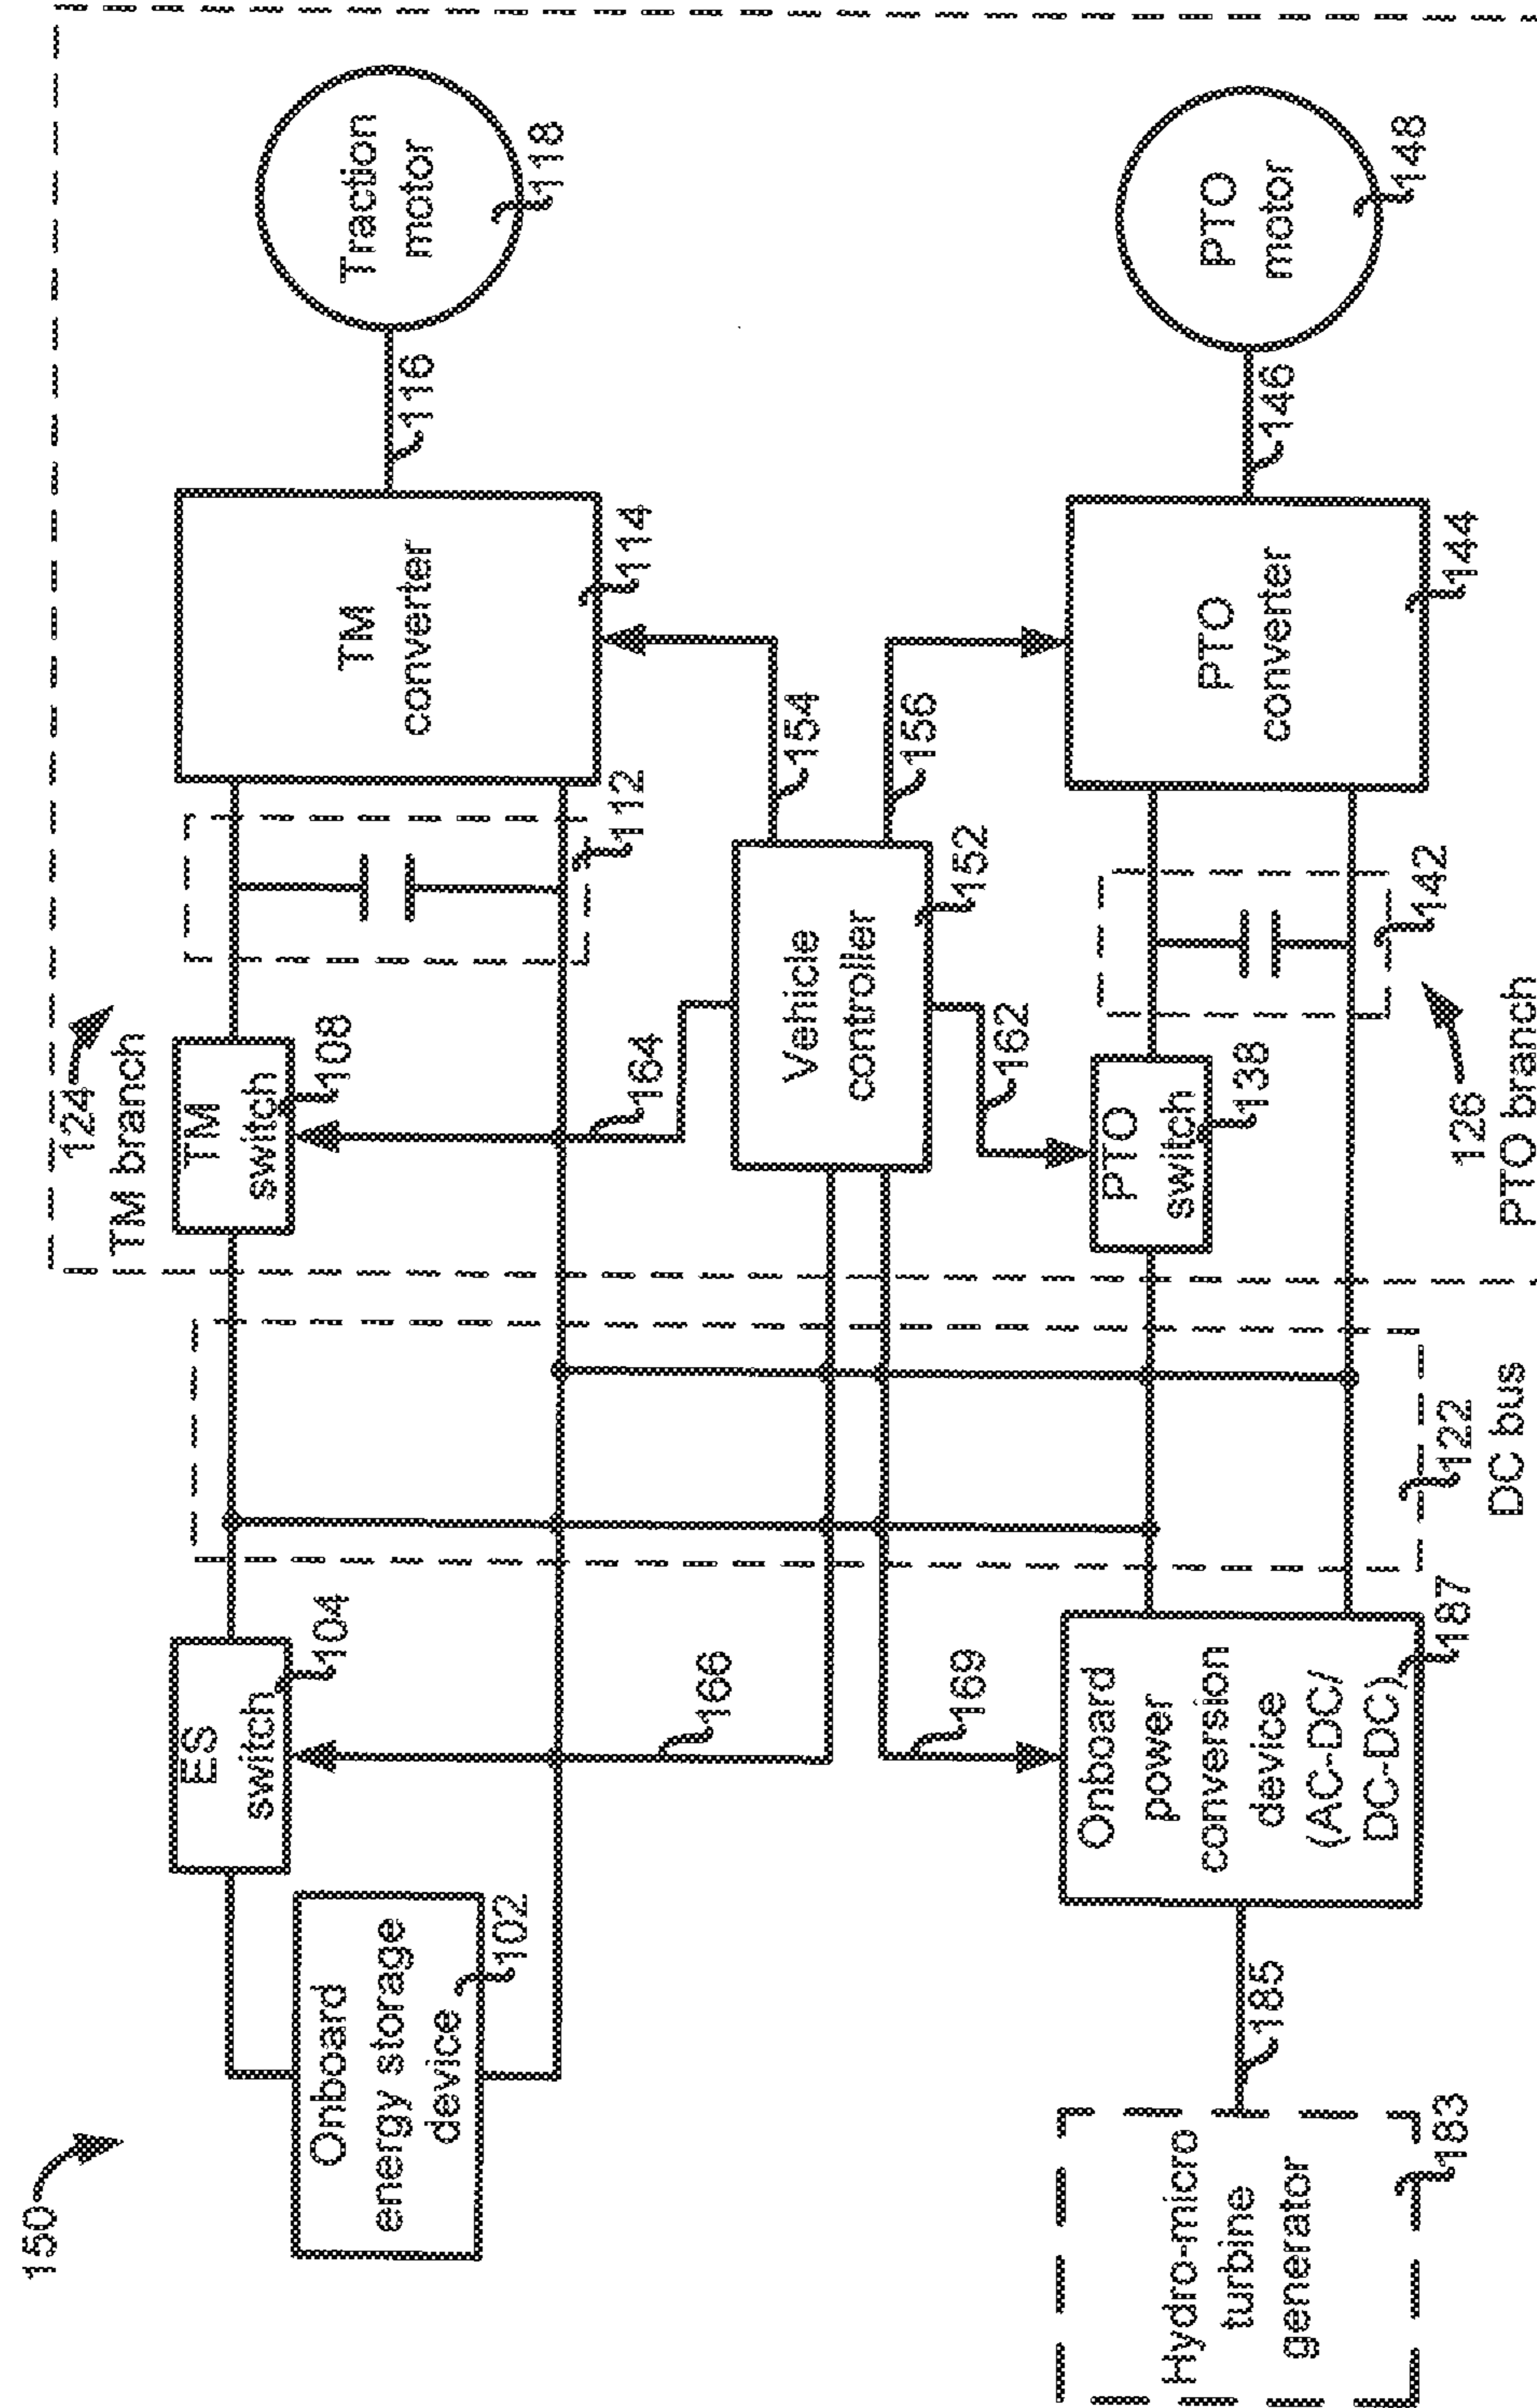 150
124
TM branch
Onboard
energy storage
device
102
ES
switch
104
TM
switch
108
112
TM
converter
114
116
Traction
motor
118
166
164
154
Vehicle
controller
152
156
169
162
Hydro-micro
turbine
generator
183
185
Onboard
power
conversion
device
(AC-DC/
DC-DC)
187
122
DC bus
PTO
switch
138
142
PTO
converter
144
146
PTO
motor
148
126
PTO branch